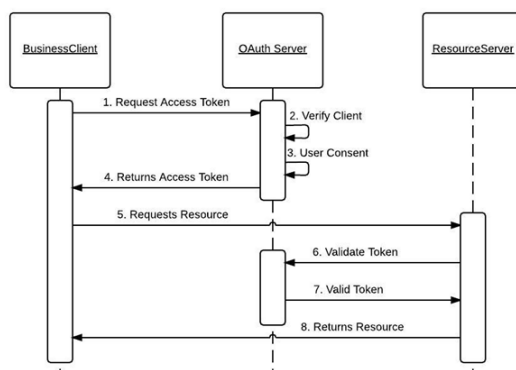 BusinessClient
OAuth Server
ResourceServer
1. Request Access Token
2. Verify Client
3. User Consent
4. Returns Access Token
5. Requests Resource
6. Validate Token
7. Valid Token
8. Returns Resource